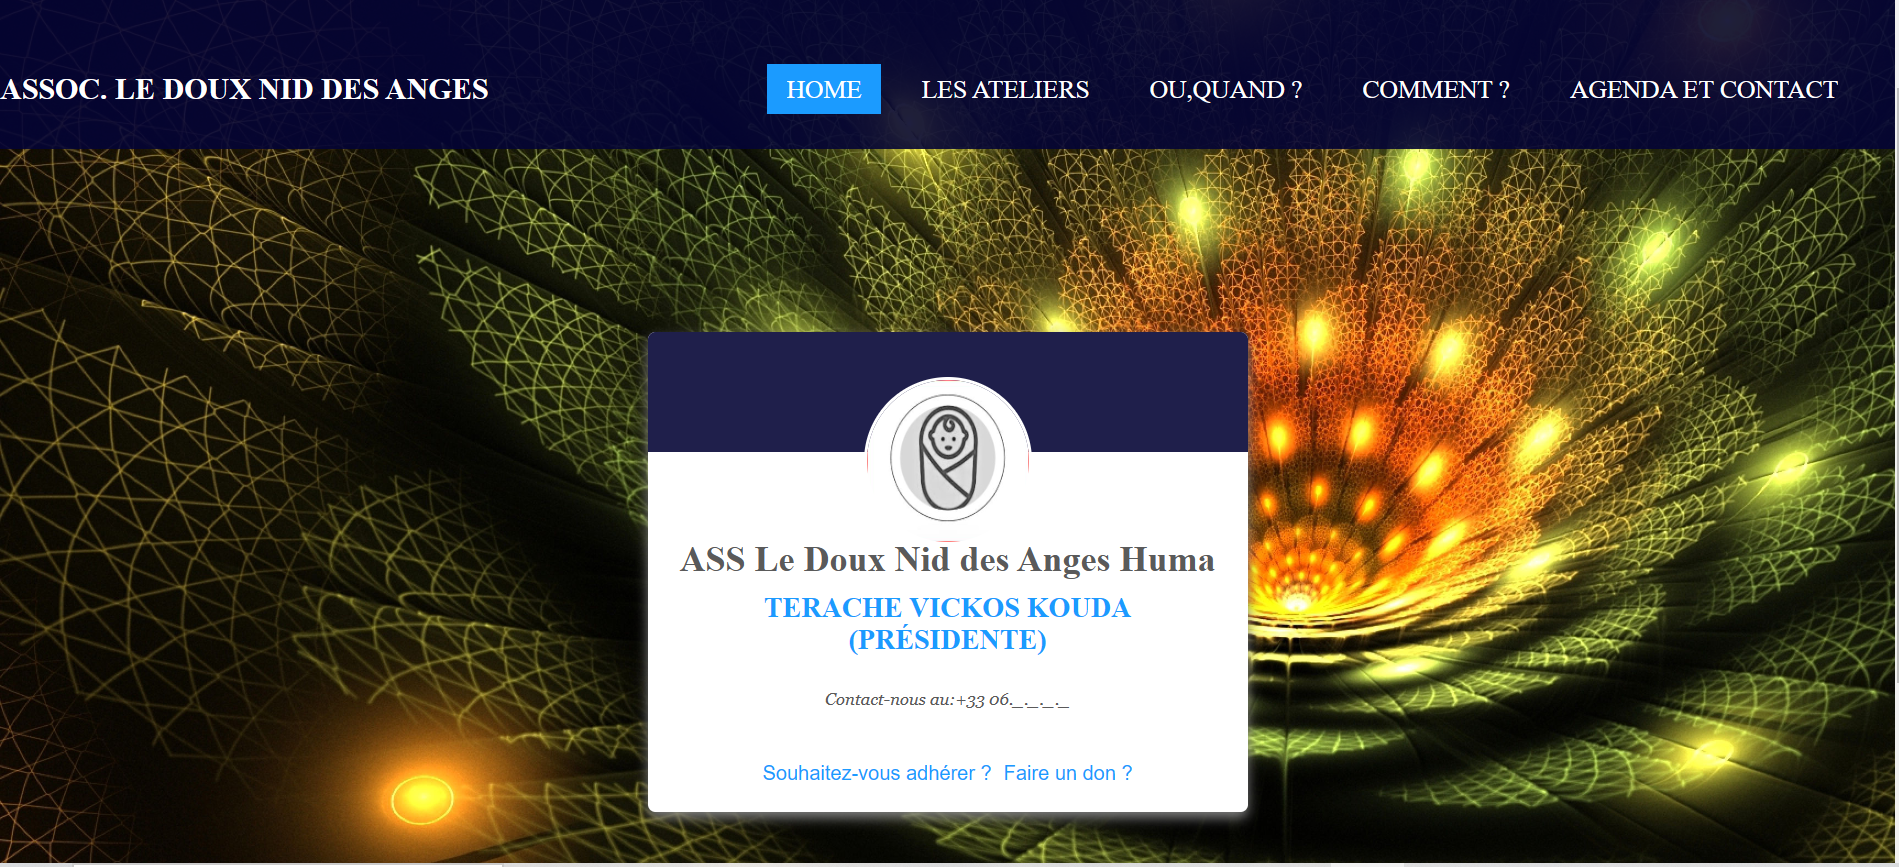 ASSOC. LE DOUX NID DES ANGES
HOME
LES ATELIERS
OU,QUAND ?
COMMENT ?
AGENDA ET CONTACT
ASS Le Doux Nid des Anges Huma
TERACHE VICKOS KOUDA
(PRÉSIDENTE)
Contact-nous au:+33 06._._._._
Souhaitez-vous adhérer ? Faire un don ?